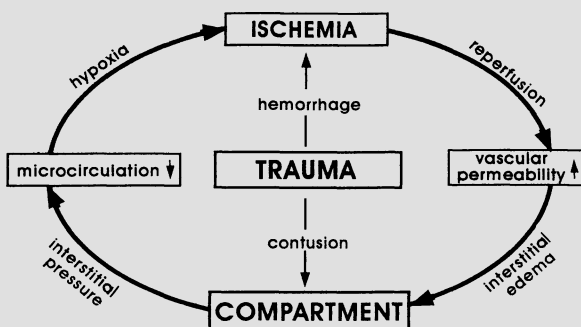 ISCHEMIA
hypoxia
reperfusion
hemorrhage
microcirculation
TRAUMA
vascular
permeability
contusion
interstitial
pressure
interstitial
edema
COMPARTMENT